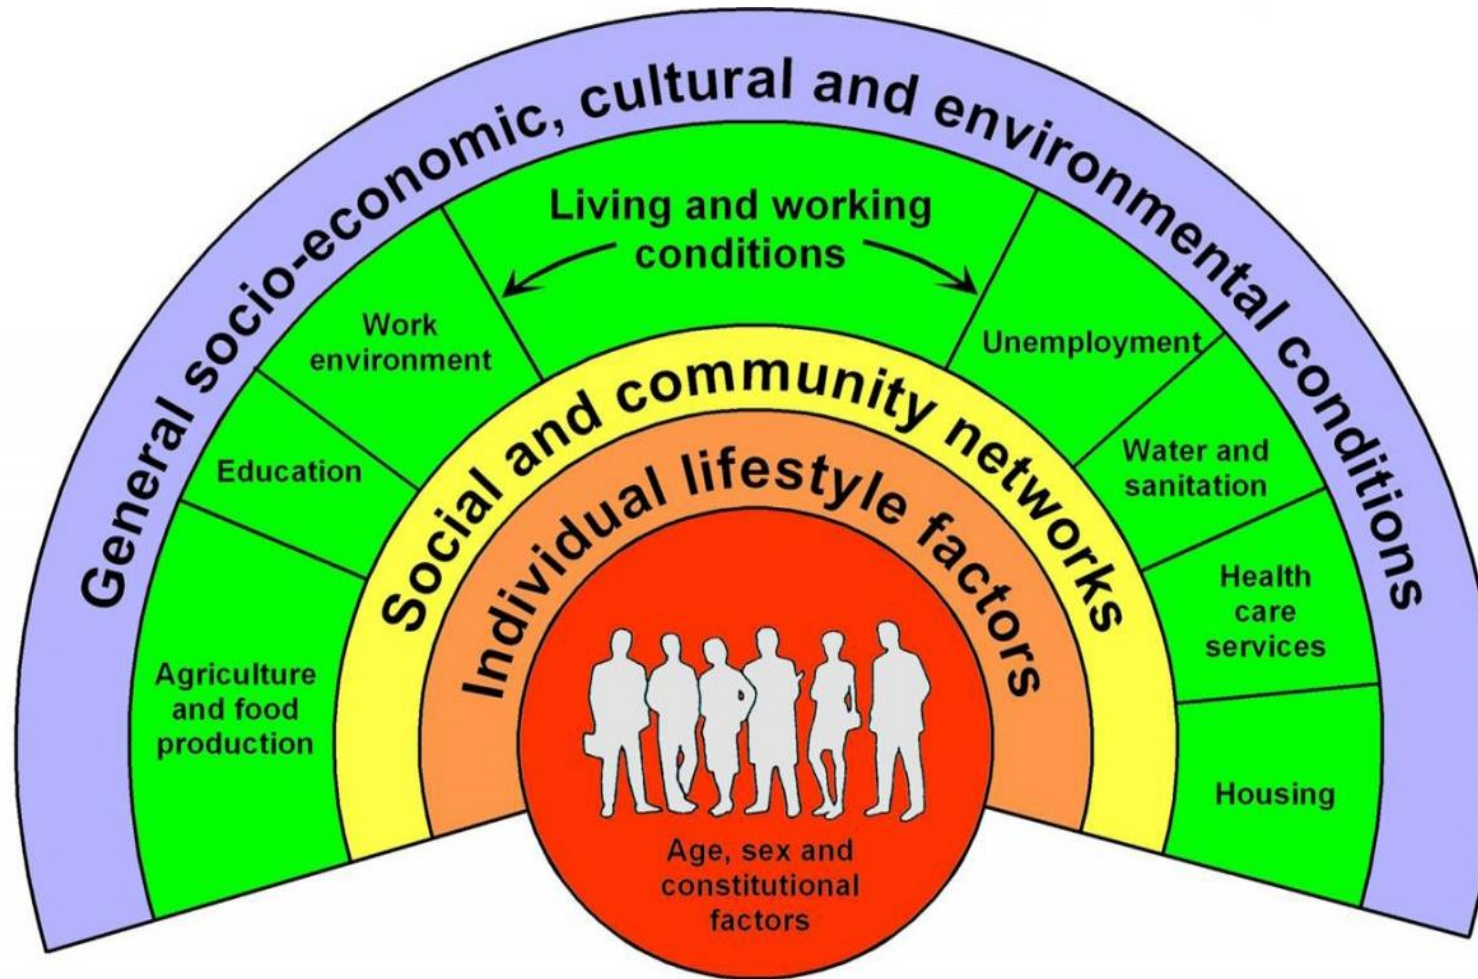 General socio-economic, cultural and environmental conditions
Living and working
conditions
Work
environment
Unemployment
Education
Water and
sanitation
Agriculture
and food
production
Health
care
services
Housing
Social and community networks
Individual lifestyle factors
Age, sex and
constitutional
factors